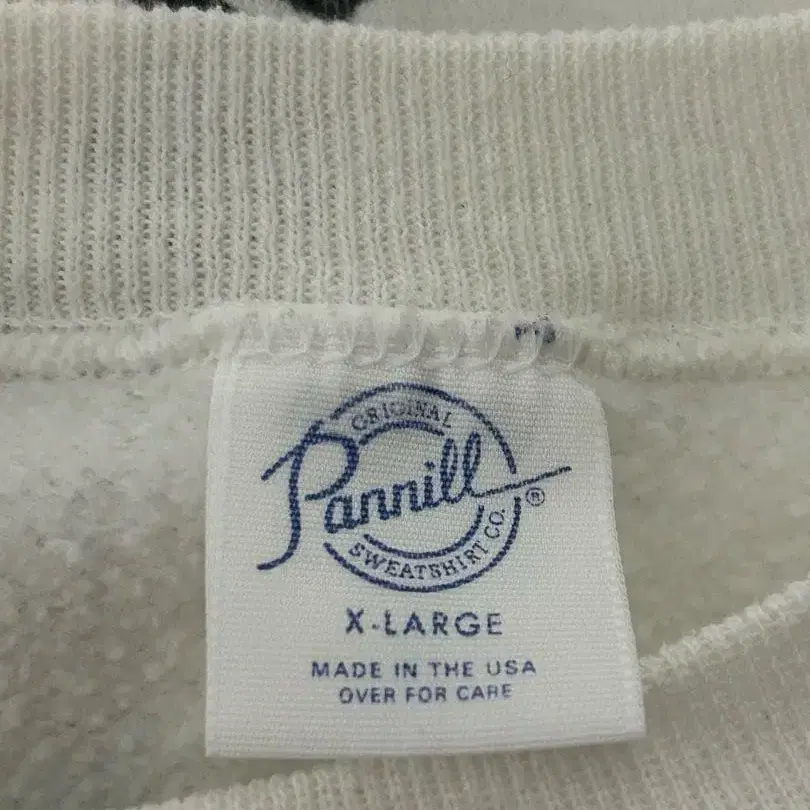 ORIGINAL
Pannill ®
SWEATSHIRT CO.
X-LARGE
MADE IN THE USA
OVER FOR CARE